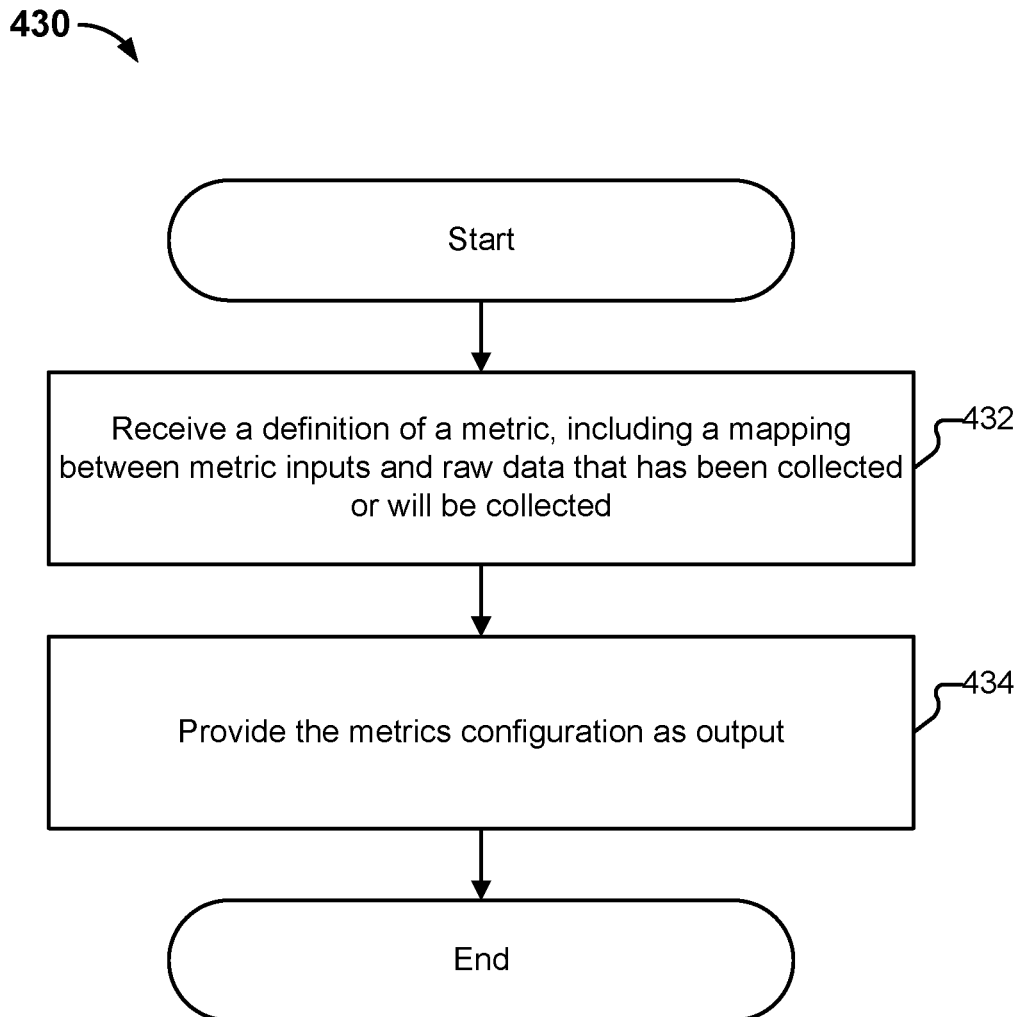 430
Start
Receive a definition of a metric, including a mapping
between metric inputs and raw data that has been collected
or will be collected
432
Provide the metrics configuration as output
434
End